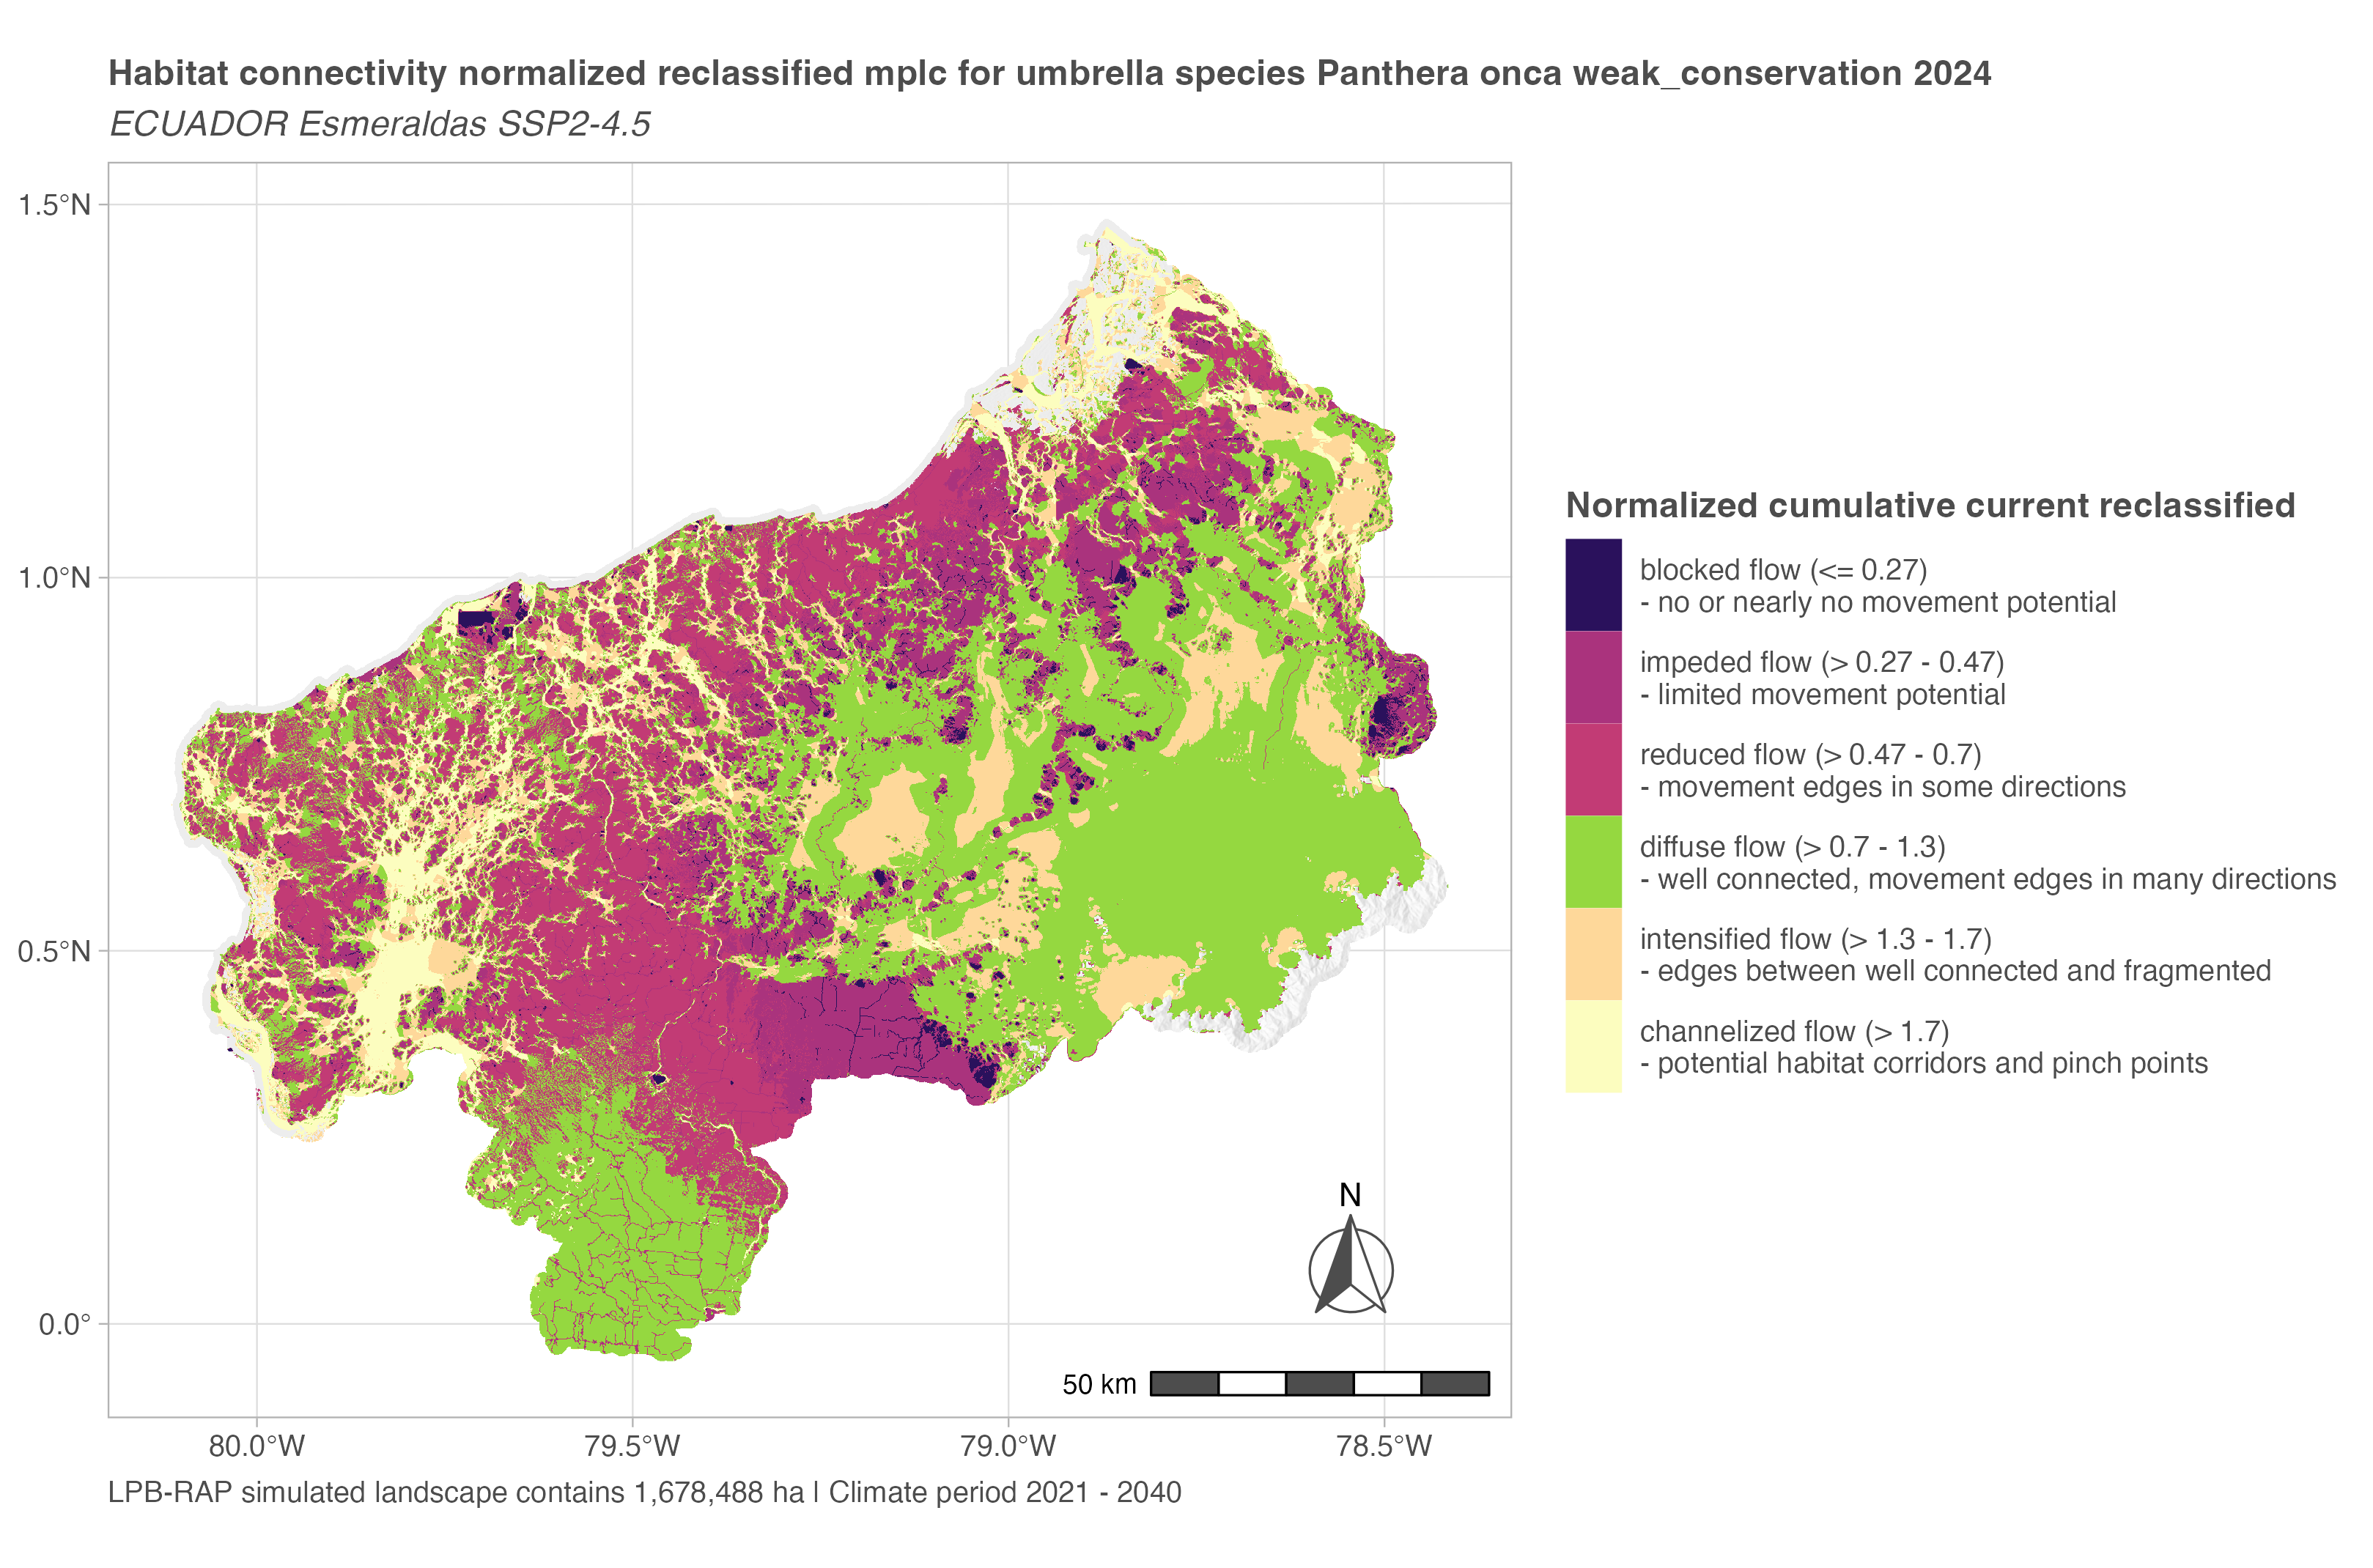 Habitat connectivity normalized reclassified mplc for umbrella species Panthera onca weak_conservation 2024
ECUADOR Esmeraldas SSP2-4.5
1.5°N
1.0°N
0.5°N
0.0°
80.0°W
79.5°W
79.0°W
78.5°W
N
50 km
Normalized cumulative current reclassified
blocked flow (<= 0.27)
- no or nearly no movement potential
impeded flow (> 0.27 - 0.47)
- limited movement potential
reduced flow (> 0.47 - 0.7)
- movement edges in some directions
diffuse flow (> 0.7 - 1.3)
- well connected, movement edges in many directions
intensified flow (> 1.3 - 1.7)
- edges between well connected and fragmented
channelized flow (> 1.7)
- potential habitat corridors and pinch points
LPB-RAP simulated landscape contains 1,678,488 ha | Climate period 2021 - 2040